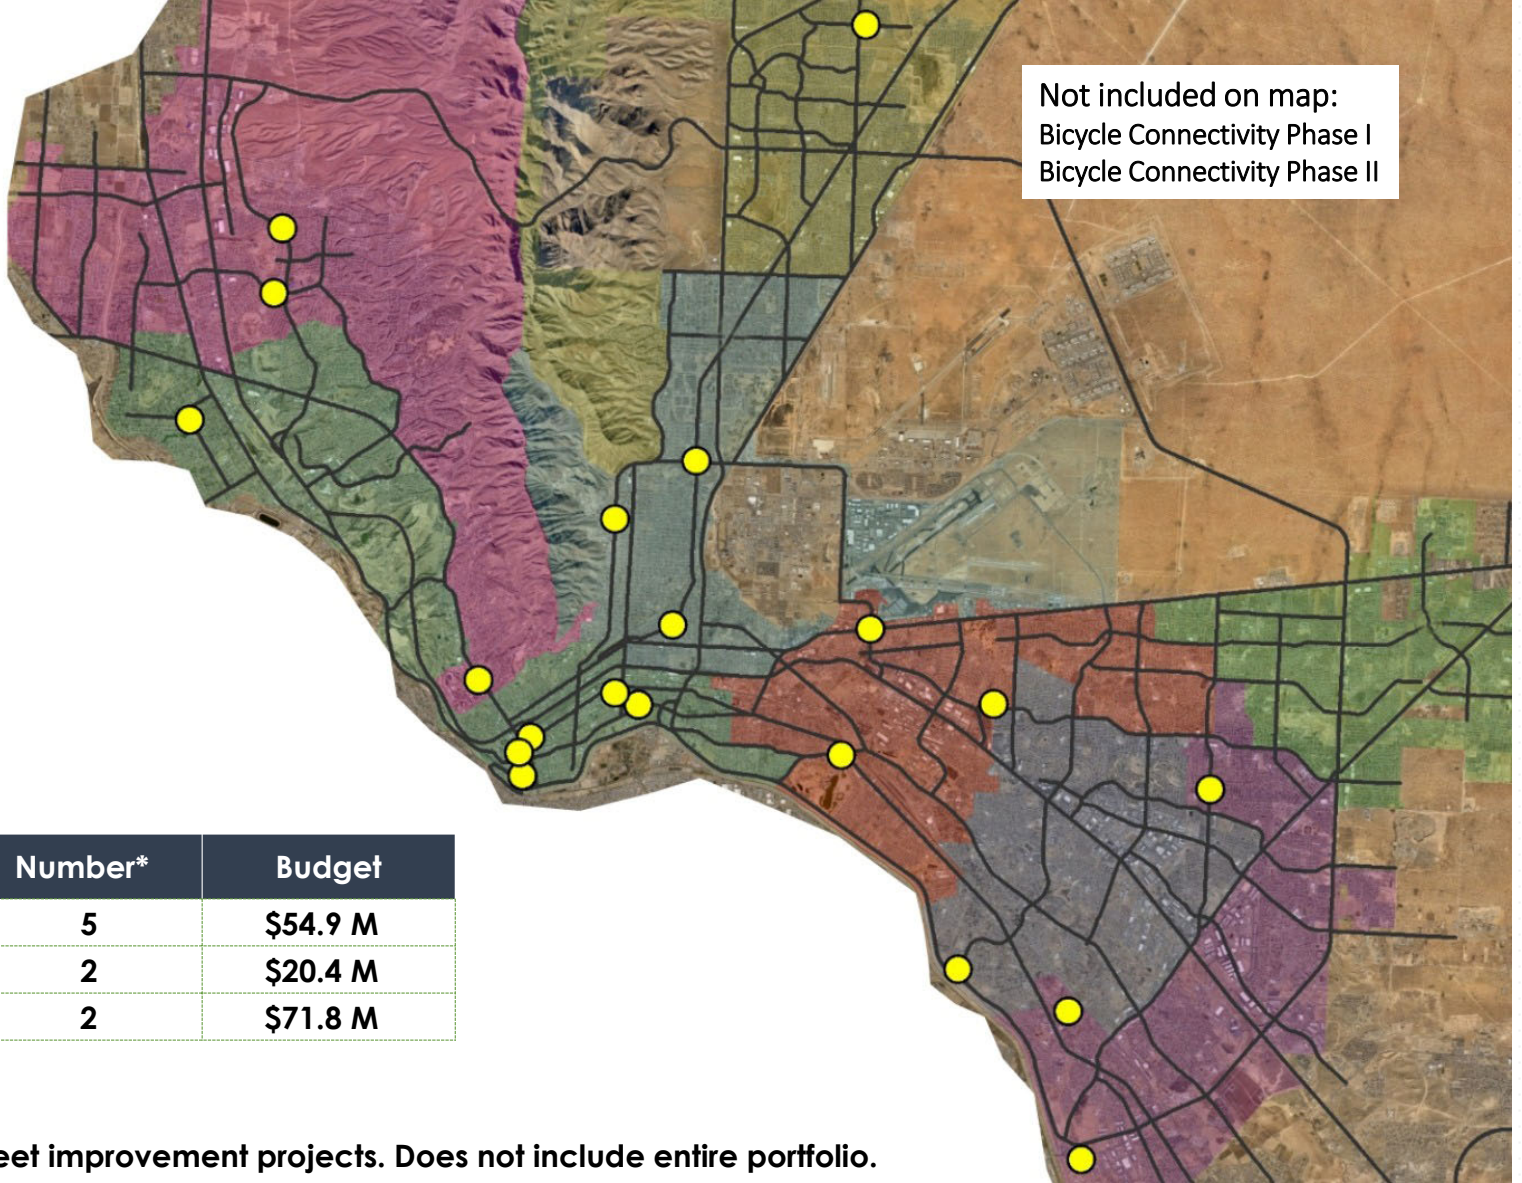 Not included on map:
Bicycle Connectivity Phase I
Bicycle Connectivity Phase II
Number* Budget
5 $54.9 M
2 $20.4 M
2 $71.8 M
improvement projects. Does not include entire portfolio.